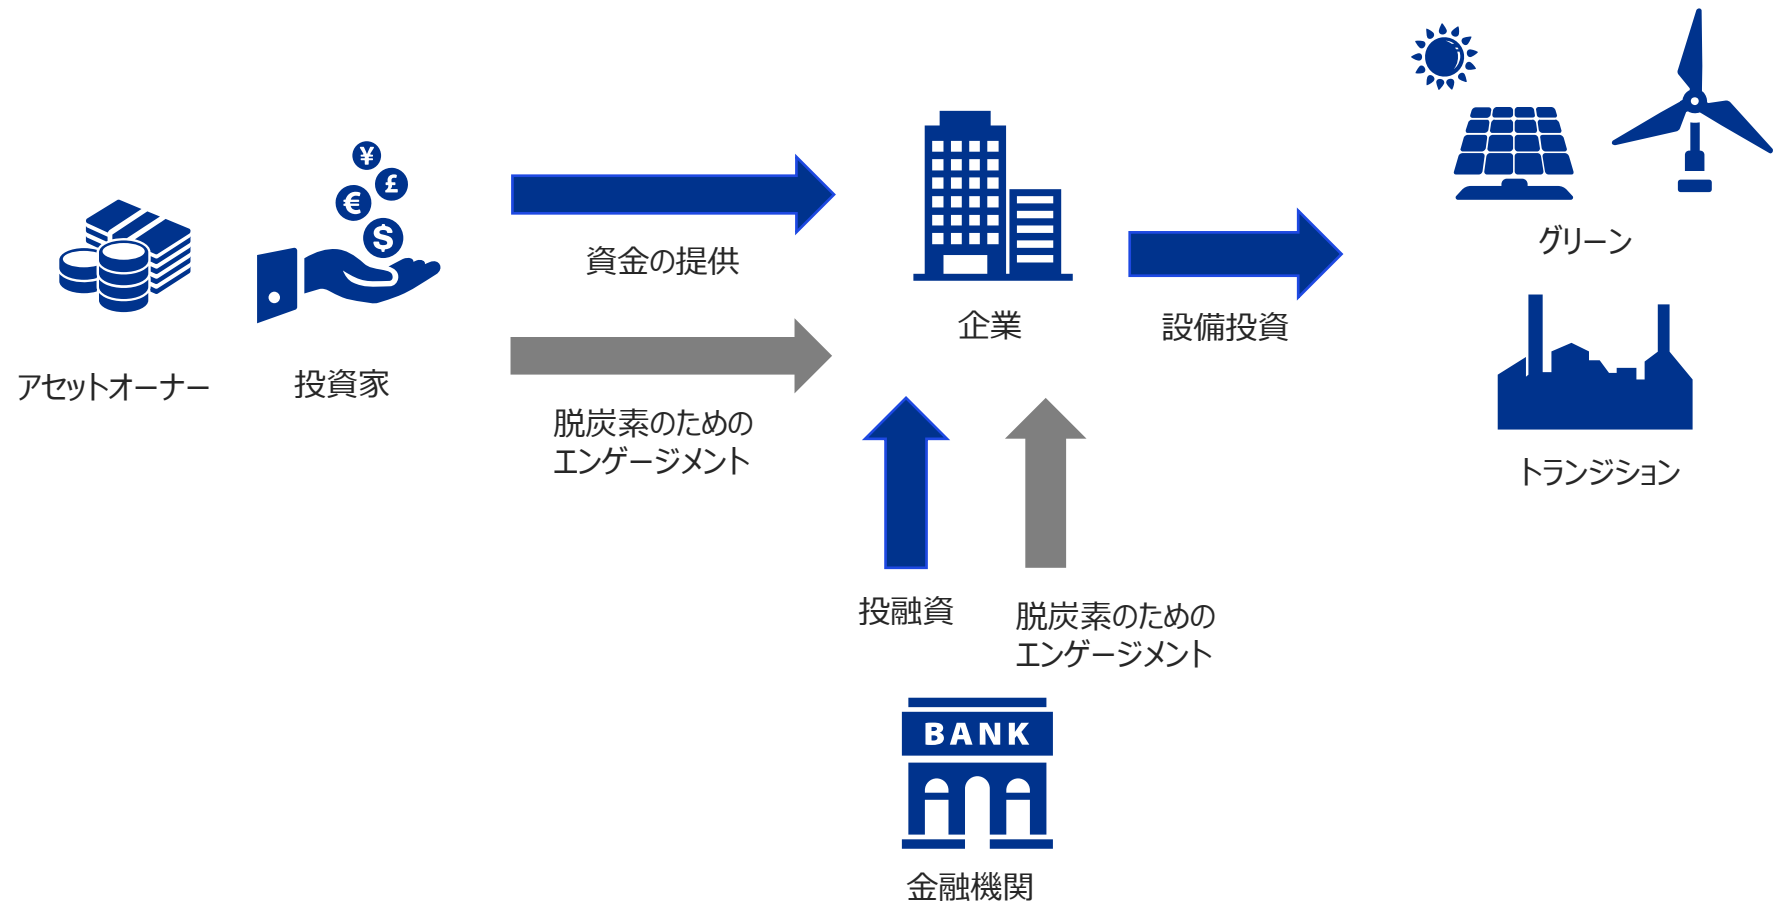 ¥
£
€
$
アセットオーナー
投資家
資金の提供
脱炭素のための
エンゲージメント
企業
設備投資
グリーン
トランジション
投融資
脱炭素のための
エンゲージメント
BANK
金融機関